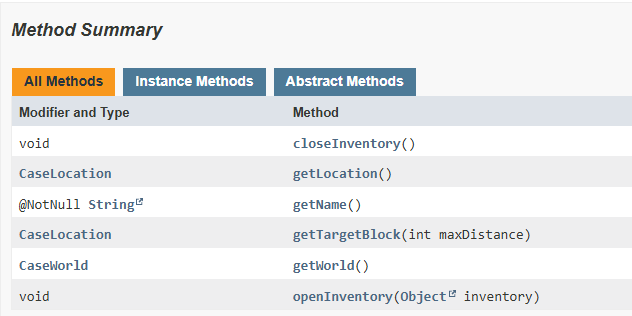 Method Summary
All Methods Instance Methods Abstract Methods
Modifier and Type Method
void closeInventory()
CaseLocation getLocation()
@NotNull String getName()
CaseLocation getTargetBlock(int maxDistance)
CaseWorld getWorld()
void openInventory(Object inventory)